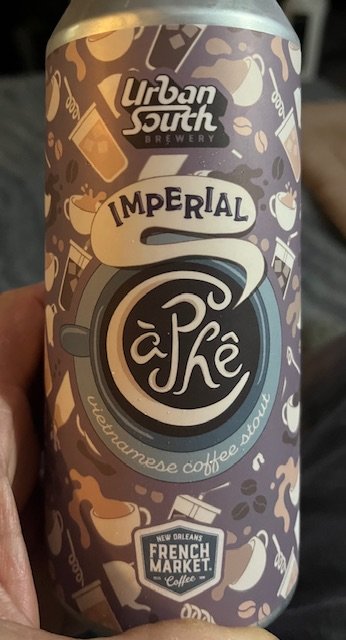 Urban
South
BREWERY
IMPERIAL
Cà Phê
vietnamese coffee stout
NEW ORLEANS
FRENCH
MARKET
Coffee